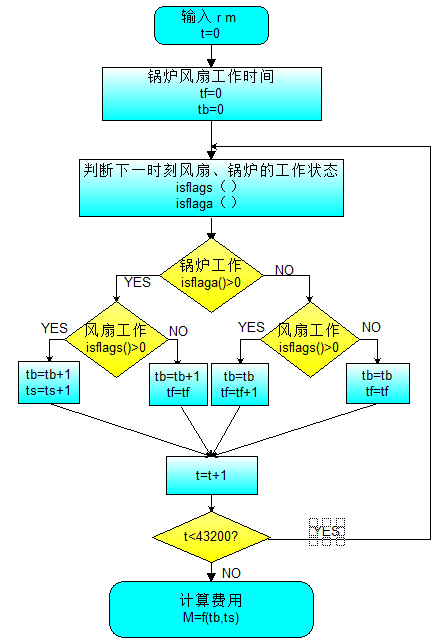 输入 r m
t=0
锅炉风扇工作时间
tf=0
tb=0
判断下一时刻风扇、锅炉的工作状态
isflags（）
isflaga（）
锅炉工作
isflaga()>0
YES
NO
风扇工作
isflags()>0
YES
NO
风扇工作
isflags()>0
YES
NO
tb=tb+1
ts=ts+1
tb=tb+1
tf=tf
tb=tb
tf=tf+1
tb=tb
tf=tf
t=t+1
t<43200?
YES
NO
计算费用
M=f(tb,ts)